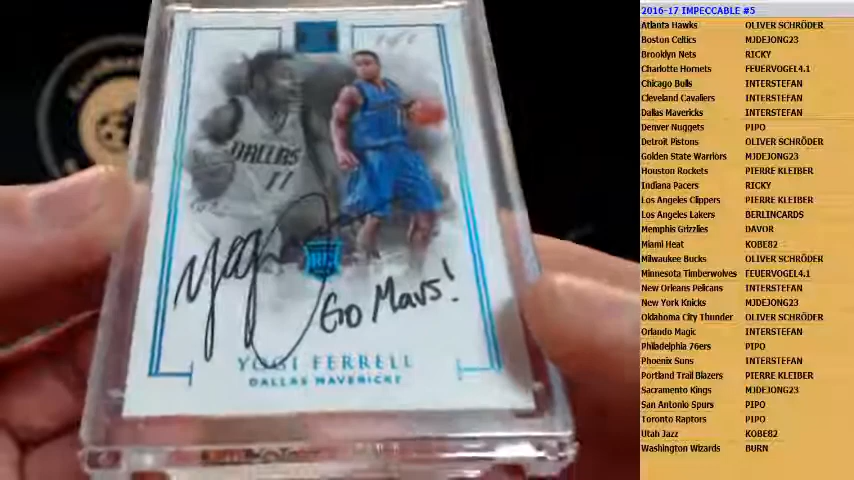 DALLAS
11
1
Yogi
Go Mavs!
RC
YOGI FERRELL
DALLAS MAVERICKS
2016-17 IMPECCABLE #5
Atlanta Hawks OLIVER SCHRÖDER
Boston Celtics MJDEJONG23
Brooklyn Nets RICKY
Charlotte Hornets FEUERVOGEL4.1
Chicago Bulls INTERSTEFAN
Cleveland Cavaliers INTERSTEFAN
Dallas Mavericks INTERSTEFAN
Denver Nuggets PIPO
Detroit Pistons OLIVER SCHRÖDER
Golden State Warriors MJDEJONG23
Houston Rockets PIERRE KLEIBER
Indiana Pacers RICKY
Los Angeles Clippers PIERRE KLEIBER
Los Angeles Lakers BERLINCARDS
Memphis Grizzlies DAVOR
Miami Heat KOBE82
Milwaukee Bucks OLIVER SCHRÖDER
Minnesota Timberwolves FEUERVOGEL4.1
New Orleans Pelicans INTERSTEFAN
New York Knicks MJDEJONG23
Oklahoma City Thunder OLIVER SCHRÖDER
Orlando Magic INTERSTEFAN
Philadelphia 76ers PIPO
Phoenix Suns INTERSTEFAN
Portland Trail Blazers PIERRE KLEIBER
Sacramento Kings MJDEJONG23
San Antonio Spurs PIPO
Toronto Raptors PIPO
Utah Jazz KOBE82
Washington Wizards BURN